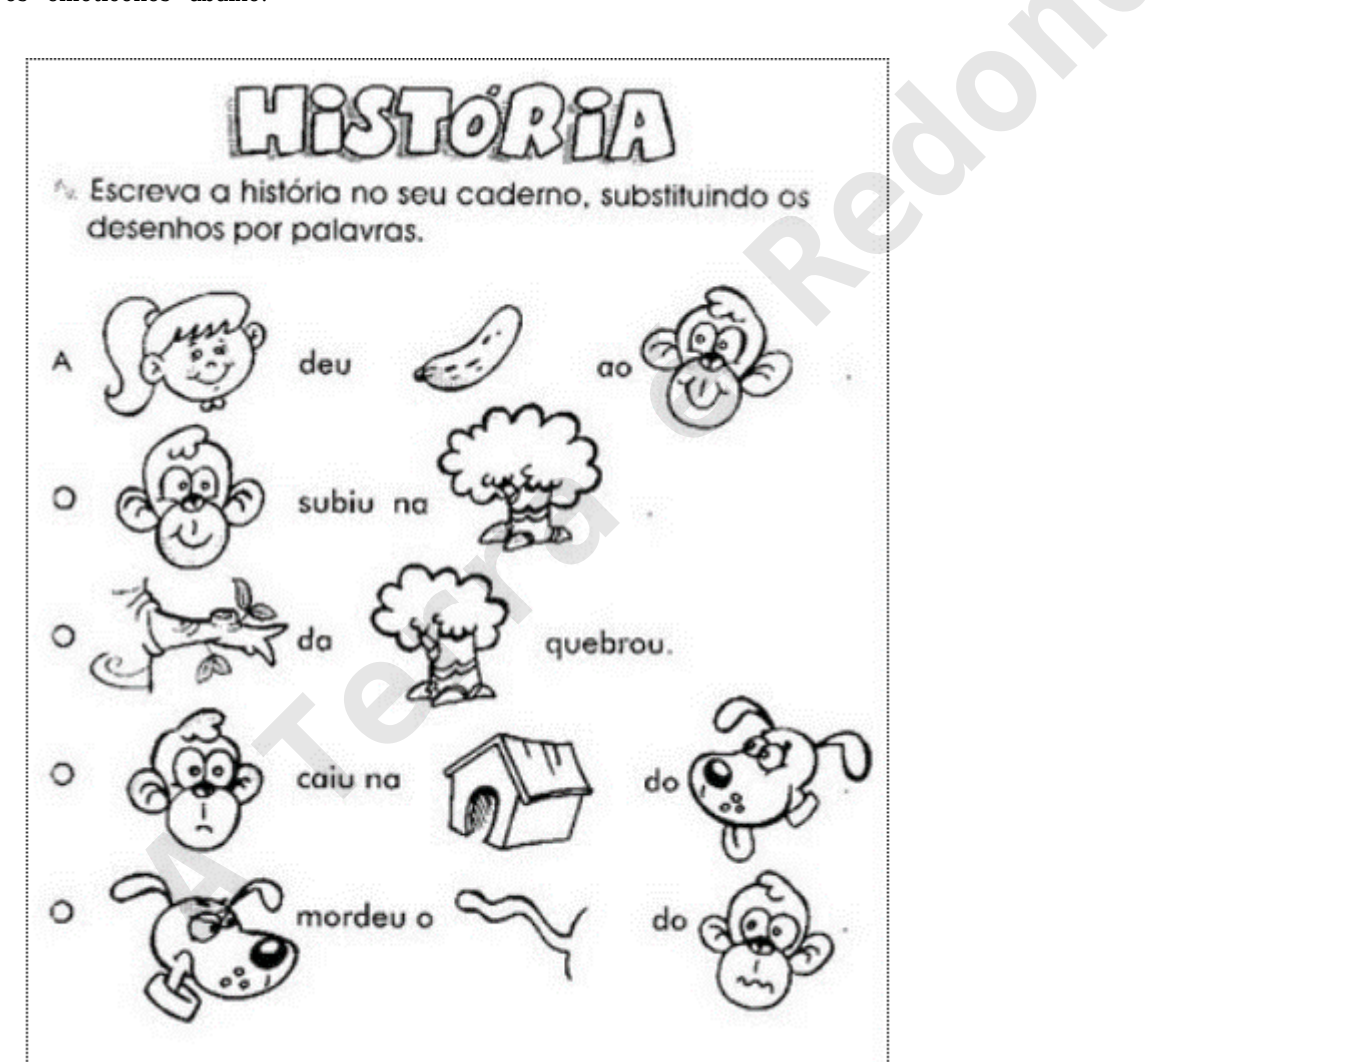 HiSTÓRiA
Escreva a história no seu caderno, substituindo os
desenhos por palavras.
A deu ao .
O subiu na .
O da quebrou.
O caiu na do .
O mordeu o do .
A Terra é Redond